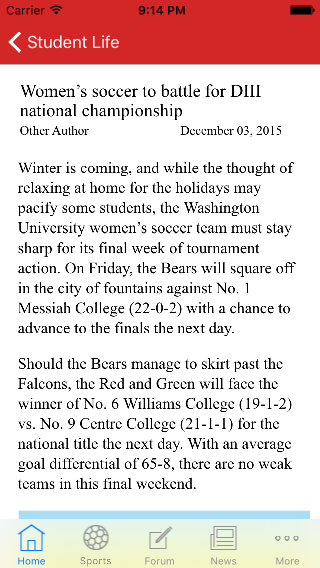 Carrier 9:14 PM
Student Life
Women's soccer to battle for DIII
national championship
Other Author December 03, 2015
Winter is coming, and while the thought of
relaxing at home for the holidays may
pacify some students, the Washington
University women's soccer team must stay
sharp for its final week of tournament
action. On Friday, the Bears will square off
in the city of fountains against No. 1
Messiah College (22-0-2) with a chance to
advance to the finals the next day.
Should the Bears manage to skirt past the
Falcons, the Red and Green will face the
winner of No. 6 Williams College (19-1-2)
vs. No. 9 Centre College (21-1-1) for the
national title the next day. With an average
goal differential of 65-8, there are no weak
teams in this final weekend.
Home Sports Forum News More